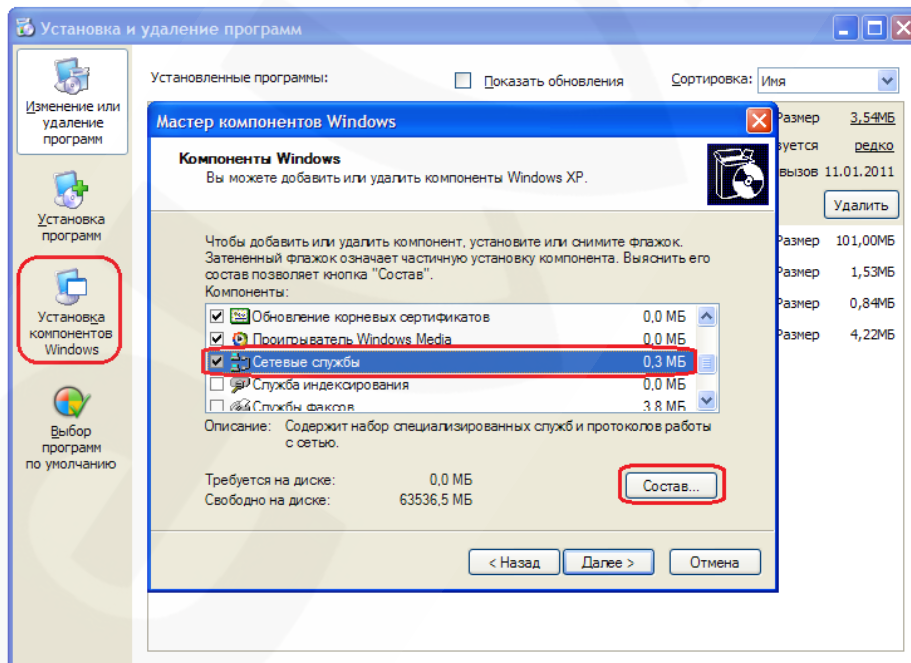 Установка и удаление программ
Изменение или
удаление
программ
Установка
программ
Установка
компонентов
Windows
Выбор
программ
по умолчанию
Установленные программы:
Показать обновления
Сортировка: Имя
Размер 3,54МБ
зуется редко
вызов 11.01.2011
Удалить
Размер 101,00МБ
Размер 1,53МБ
Размер 0,84МБ
Размер 4,22МБ
Мастер компонентов Windows
Компоненты Windows
Вы можете добавить или удалить компоненты Windows XP.
Чтобы добавить или удалить компонент, установите или снимите флажок.
Затененный флажок означает частичную установку компонента. Выяснить его
состав позволяет кнопка "Состав".
Компоненты:
Обновление корневых сертификатов 0,0 МБ
Проигрыватель Windows Media 0,0 МБ
Сетевые службы 0,3 МБ
Служба индексирования 0,0 МБ
Службы факсов 3,8 МБ
Описание: Содержит набор специализированных служб и протоколов работы
с сетью.
Требуется на диске: 0,0 МБ
Свободно на диске: 63536,5 МБ
Состав...
< Назад
Далее >
Отмена